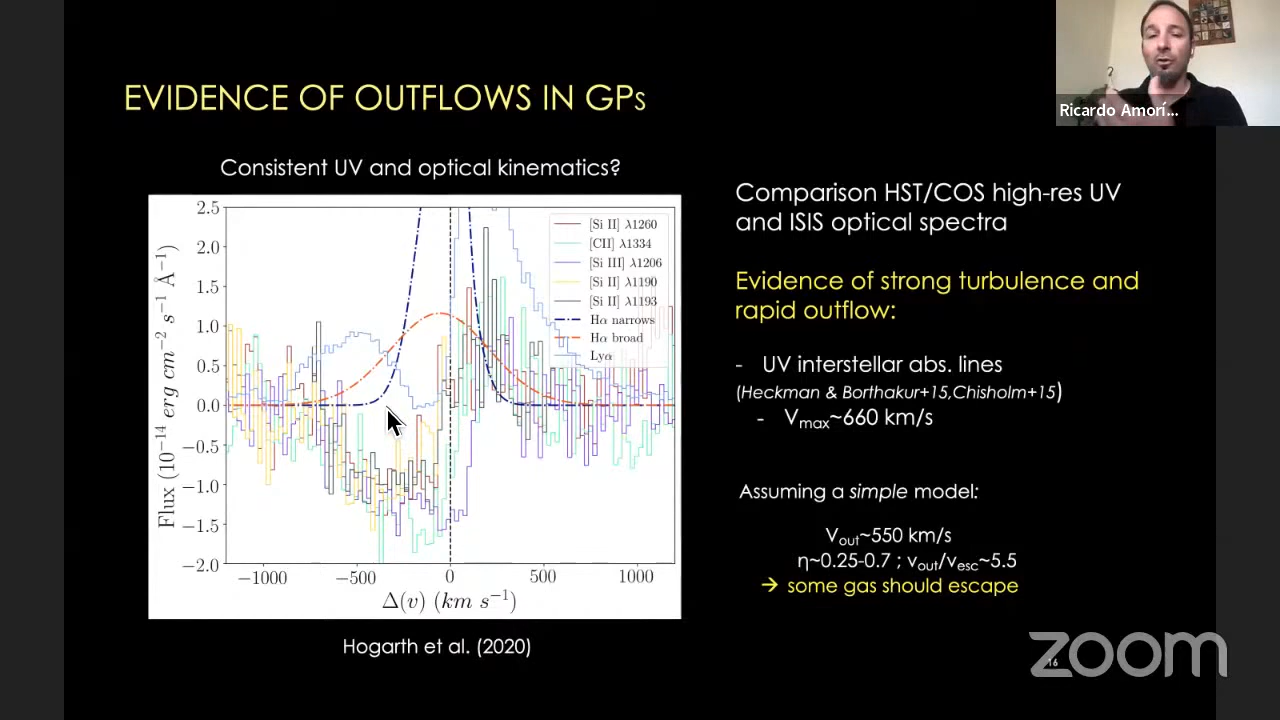 Ricardo Amorí...
EVIDENCE OF OUTFLOWS IN GPs
Consistent UV and optical kinematics?
2.5
2.0
1.5
1.0
0.5
0.0
−0.5
−1.0
−1.5
−2.0
Flux (10⁻¹⁴ erg cm⁻² s⁻¹ Å⁻¹)
[Si II] λ1260
[CII] λ1334
[Si III] λ1206
[Si II] λ1190
[Si II] λ1193
Hα narrows
Hα broad
Lyα
−1000 −500 0 500 1000
Δ(v) (km s⁻¹)
Hogarth et al. (2020)
Comparison HST/COS high-res UV
and ISIS optical spectra
Evidence of strong turbulence and
rapid outflow:
- UV interstellar abs. lines
(Heckman & Borthakur+15,Chisholm+15)
- Vmax~660 km/s
Assuming a simple model:
Vout~550 km/s
η~0.25-0.7 ; vout/vesc~5.5
→ some gas should escape
16
zoom